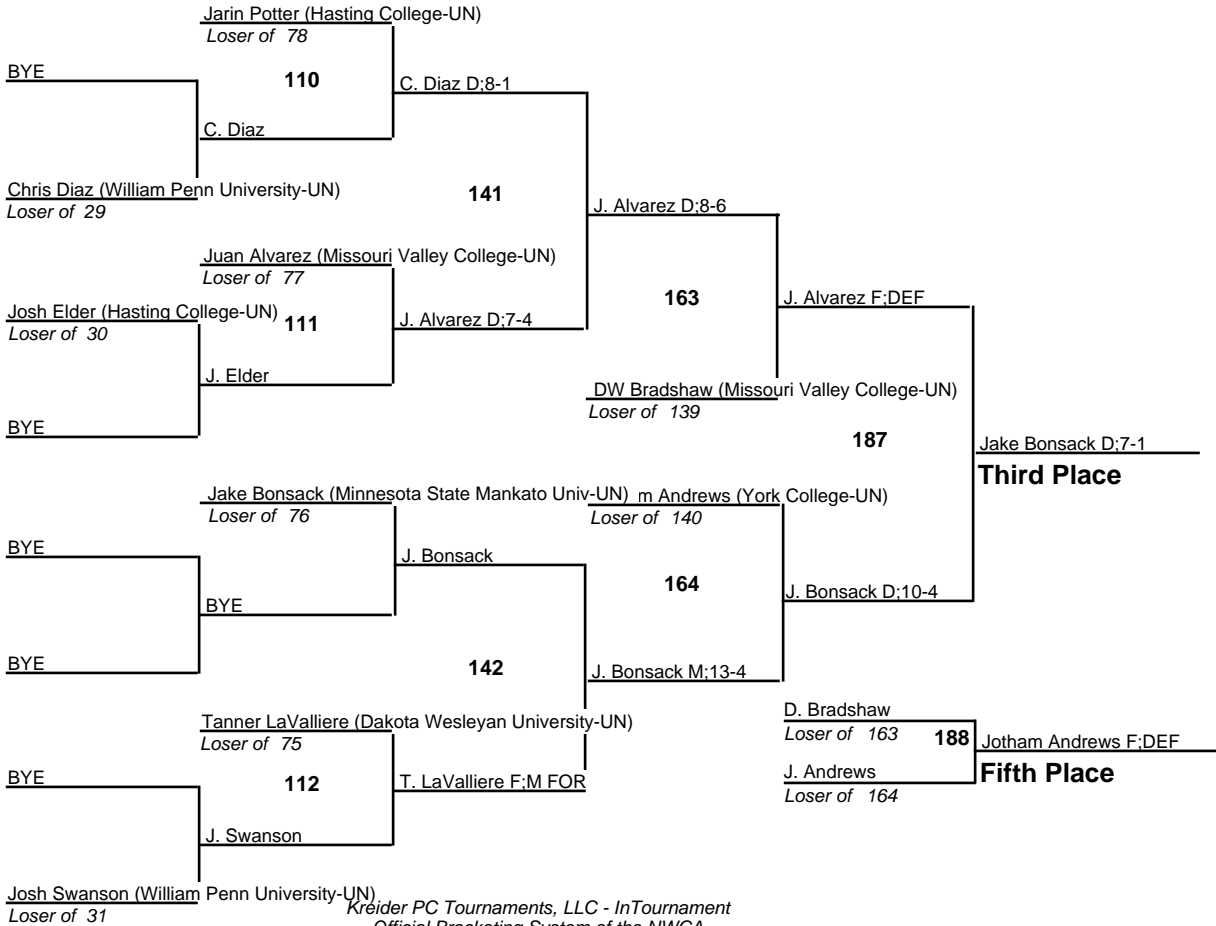 Jarin Potter (Hasting College-UN)
Loser of 78
BYE
110
C. Diaz D;8-1
C. Diaz
Chris Diaz (William Penn University-UN)
Loser of 29
141
J. Alvarez D;8-6
Juan Alvarez (Missouri Valley College-UN)
Loser of 77
Josh Elder (Hasting College-UN)
Loser of 30
111
J. Alvarez D;7-4
163
J. Alvarez F;DEF
J. Elder
DW Bradshaw (Missouri Valley College-UN)
Loser of 139
BYE
187
Jake Bonsack D;7-1
Third Place
Jake Bonsack (Minnesota State Mankato Univ-UN)
Loser of 76
m Andrews (York College-UN)
Loser of 140
BYE
J. Bonsack
164
J. Bonsack D;10-4
BYE
BYE
142
J. Bonsack M;13-4
Tanner LaValliere (Dakota Wesleyan University-UN)
Loser of 75
D. Bradshaw
Loser of 163
188
Jotham Andrews F;DEF
Fifth Place
J. Andrews
Loser of 164
BYE
112
T. LaValliere F;M FOR
J. Swanson
Josh Swanson (William Penn University-UN)
Loser of 31
Kreider PC Tournaments, LLC - InTournament
Official Bracketing System of the NWCA